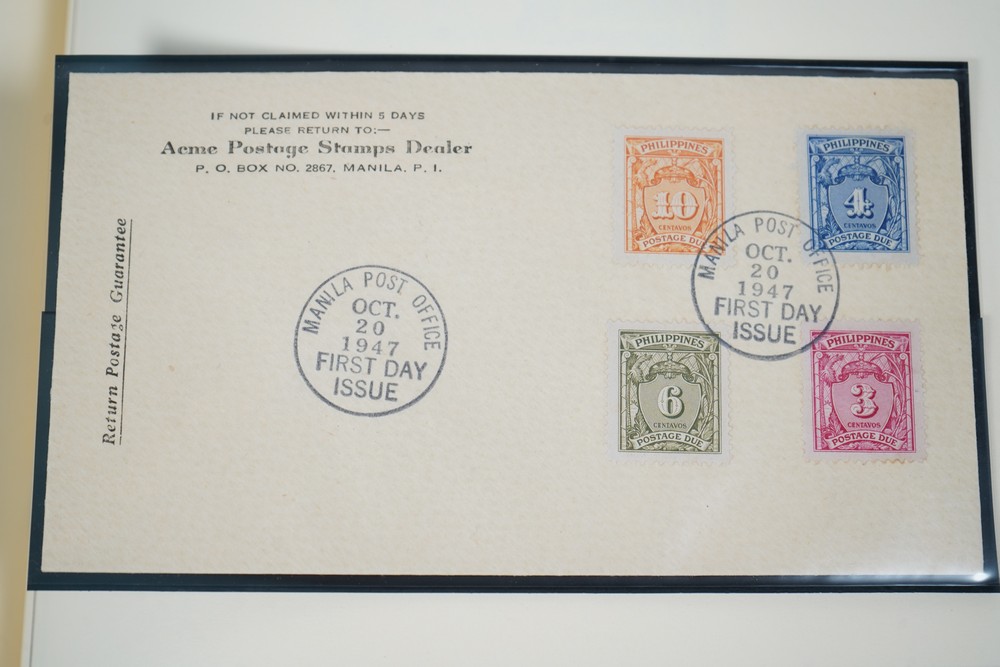 IF NOT CLAIMED WITHIN 5 DAYS
PLEASE RETURN TO:—
Acme Postage Stamps Dealer
P. O. BOX NO. 2867, MANILA, P. I.
Return Postage Guarantee
MANILA POST OFFICE
OCT.
20
1947
FIRST DAY
ISSUE
PHILIPPINES
10
CENTAVOS
POSTAGE DUE
PHILIPPINES
4
CENTAVOS
POSTAGE DUE
MANILA POST OFFICE
OCT.
20
1947
FIRST DAY
ISSUE
PHILIPPINES
6
CENTAVOS
POSTAGE DUE
PHILIPPINES
3
CENTAVOS
POSTAGE DUE